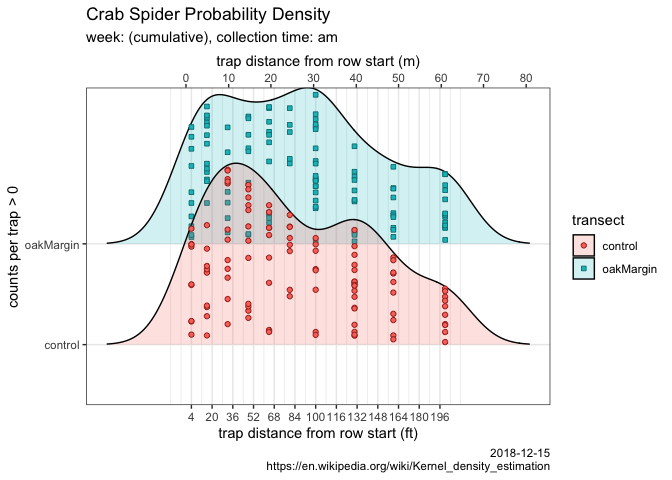 Crab Spider Probability Density
week: (cumulative), collection time: am
trap distance from row start (m)
0 10 20 30 40 50 60 70 80
counts per trap > 0
oakMargin
control
transect
control
oakMargin
4 20 36 52 68 84 100 116 132 148 164 180 196
trap distance from row start (ft)
2018-12-15
https://en.wikipedia.org/wiki/Kernel_density_estimation